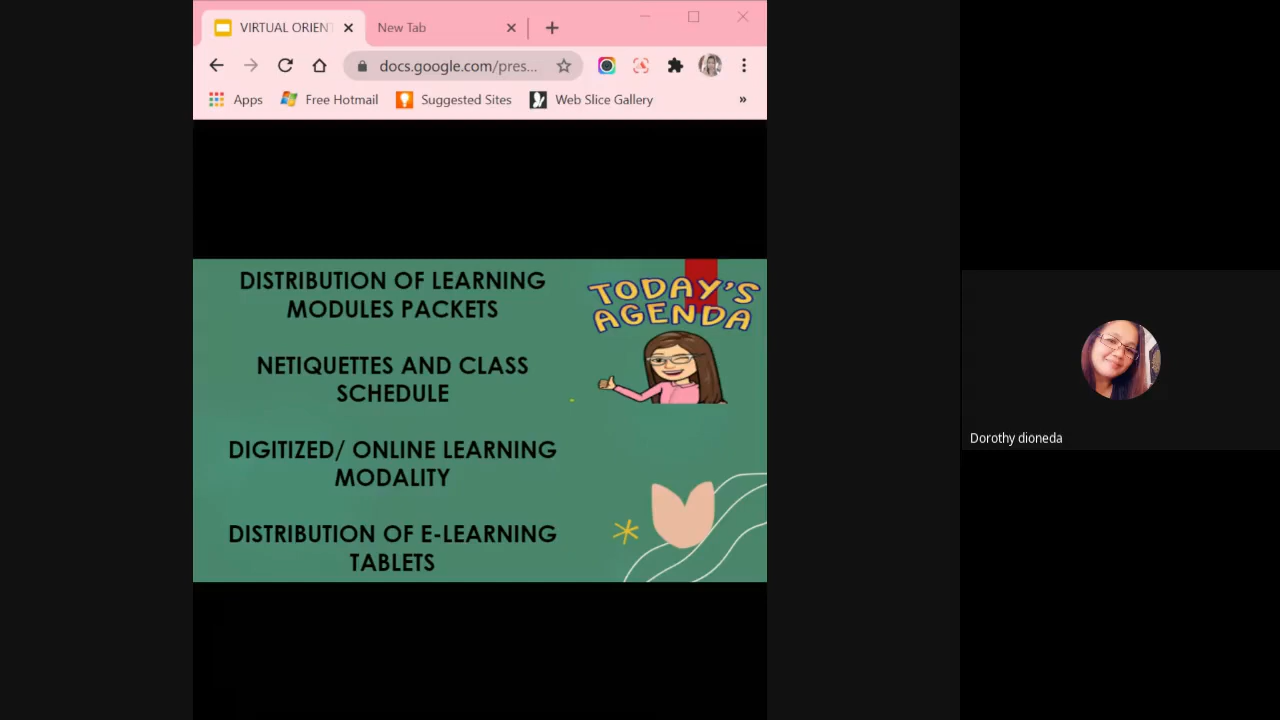 VIRTUAL ORIEN
New Tab
docs.google.com/pres...
Apps
Free Hotmail
Suggested Sites
Web Slice Gallery
»
DISTRIBUTION OF LEARNING
MODULES PACKETS
NETIQUETTES AND CLASS
SCHEDULE
DIGITIZED/ ONLINE LEARNING
MODALITY
DISTRIBUTION OF E-LEARNING
TABLETS
TODAY'S
AGENDA
Dorothy dioneda